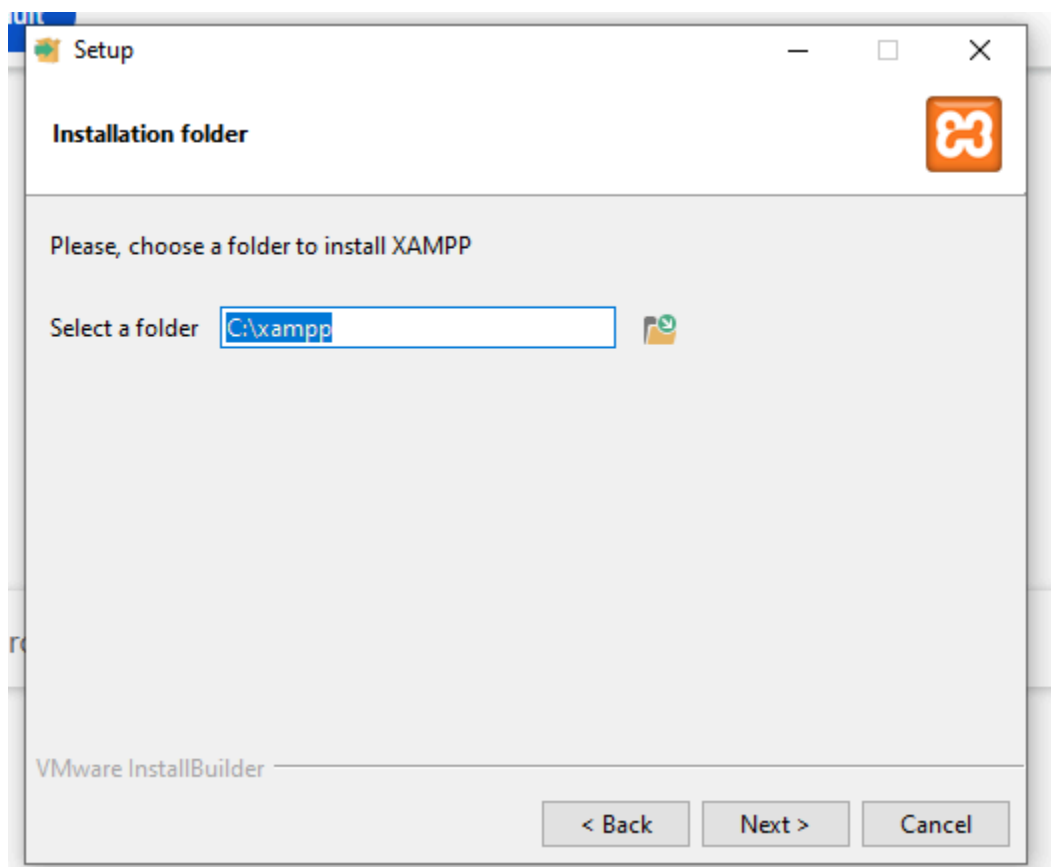 Setup
Installation folder
Please, choose a folder to install XAMPP
Select a folder C:\xampp
VMware InstallBuilder
< Back Next > Cancel